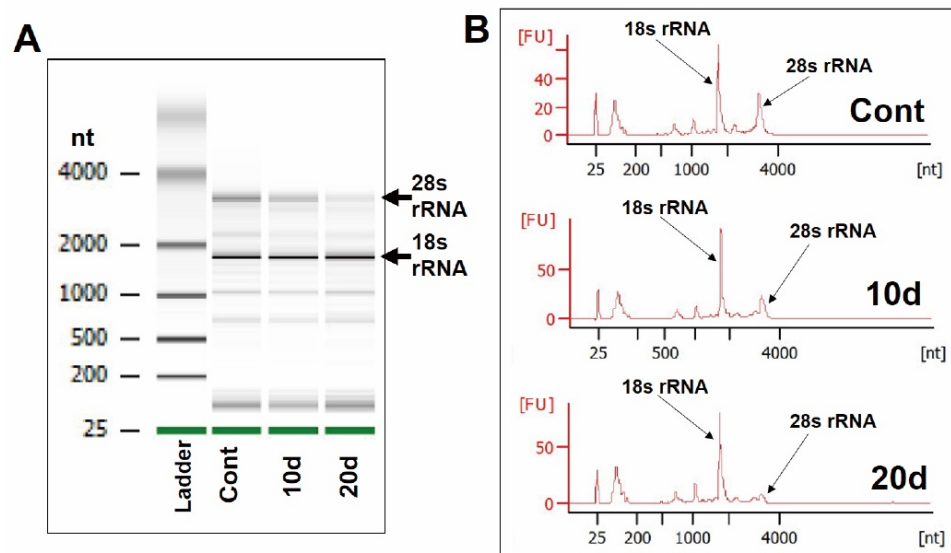 A
nt
4000
2000
1000
500
200
25
28s
rRNA
18s
rRNA
Ladder
Cont
10d
20d
B
[FU]
40
20
0
18s rRNA
28s rRNA
Cont
25 200 1000 4000 [nt]
[FU]
50
0
18s rRNA
28s rRNA
10d
25 500 4000 [nt]
[FU]
50
0
18s rRNA
28s rRNA
20d
25 200 1000 4000 [nt]